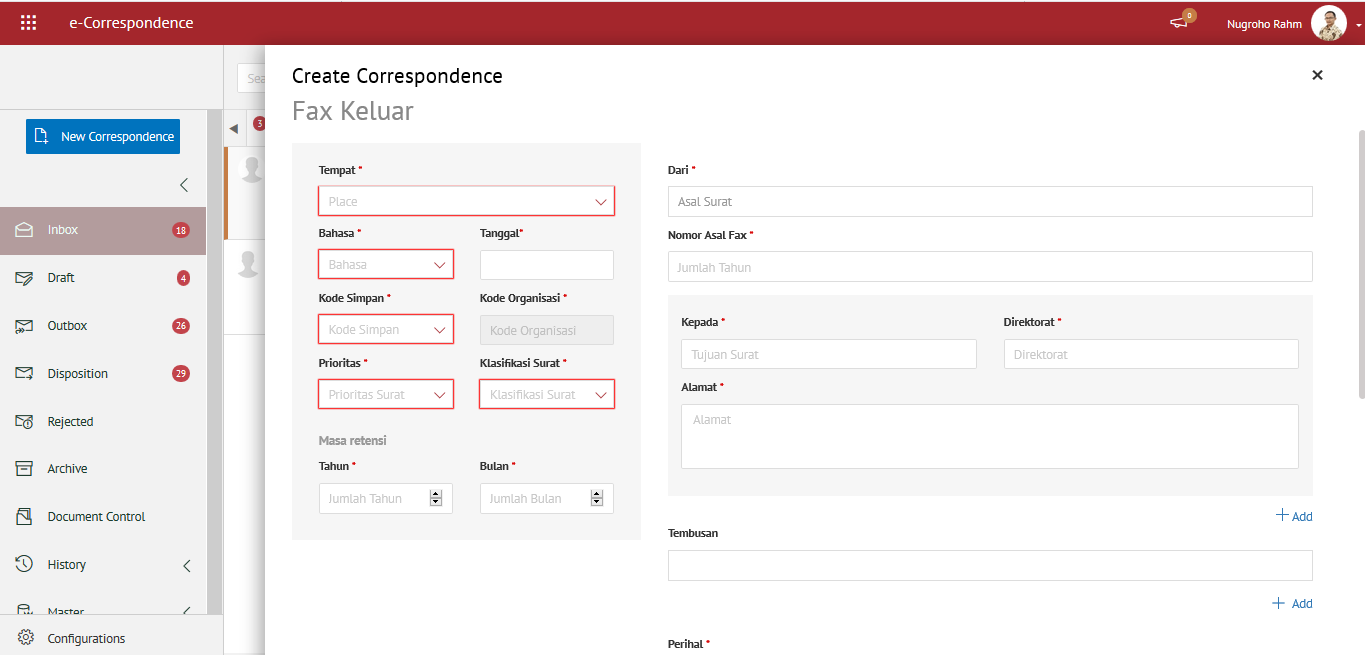 e-Correspondence
0
Nugroho Rahm
New Correspondence
Inbox 18
Draft 4
Outbox 26
Disposition 29
Rejected
Archive
Document Control
History
Master
Configurations
Sea
3
Create Correspondence
Fax Keluar
Tempat *
Place
Bahasa * Tanggal*
Bahasa
Kode Simpan * Kode Organisasi *
Kode Simpan Kode Organisasi
Prioritas * Klasifikasi Surat *
Prioritas Surat Klasifikasi Surat
Masa retensi
Tahun * Bulan *
Jumlah Tahun Jumlah Bulan
Dari *
Asal Surat
Nomor Asal Fax *
Jumlah Tahun
Kepada * Direktorat *
Tujuan Surat Direktorat
Alamat *
Alamat
Add
Tembusan
Add
Perihal *